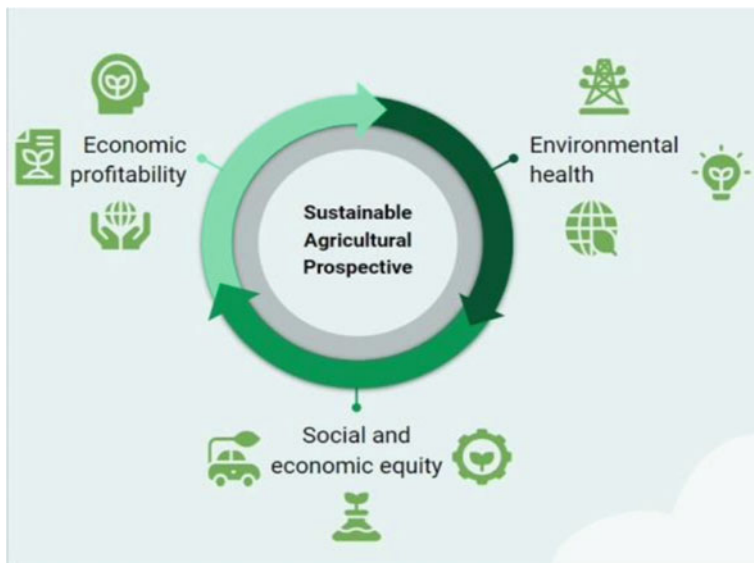 Economic
profitability
Environmental
health
Sustainable
Agricultural
Prospective
Social and
economic equity